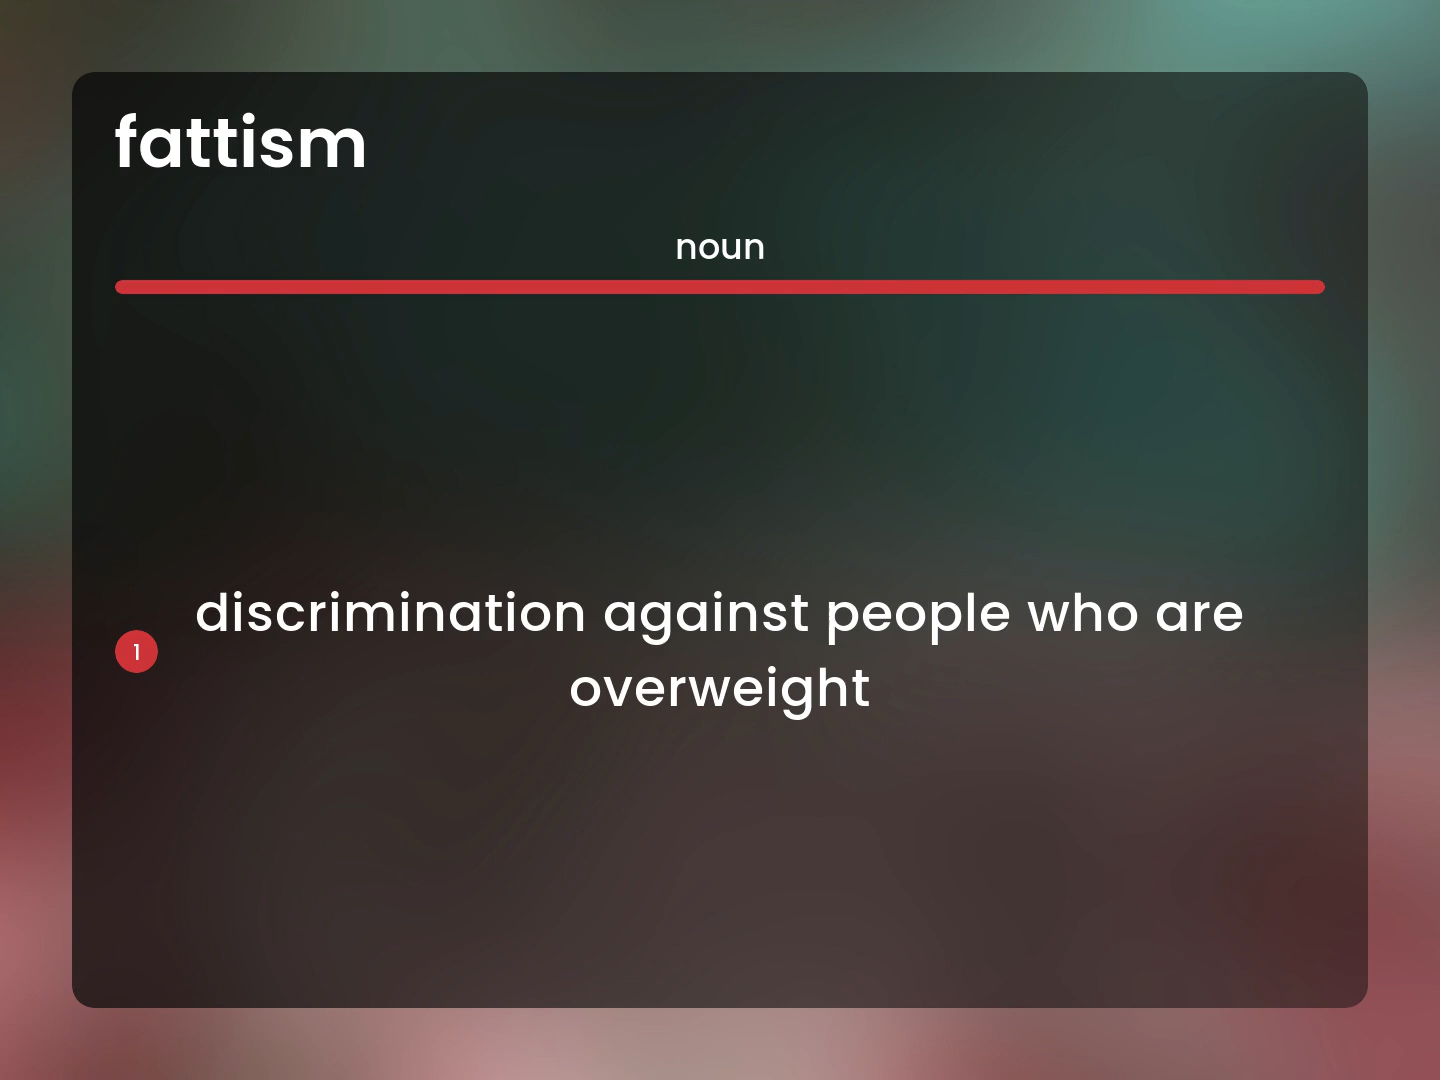 fattism
noun
1
discrimination against people who are
overweight